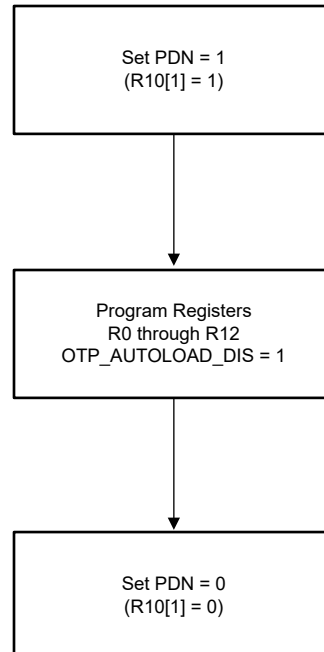 Set PDN = 1
(R10[1] = 1)
Program Registers
R0 through R12
OTP_AUTOLOAD_DIS = 1
Set PDN = 0
(R10[1] = 0)